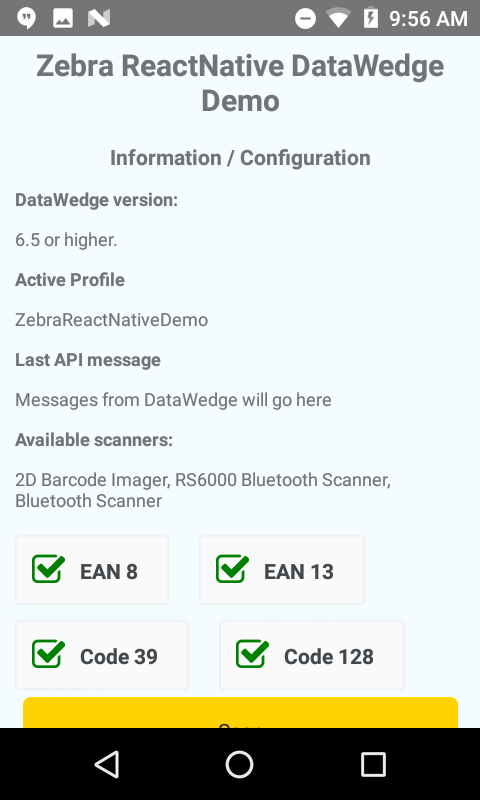 9:56 AM
Zebra ReactNative DataWedge
Demo
Information / Configuration
DataWedge version:
6.5 or higher.
Active Profile
ZebraReactNativeDemo
Last API message
Messages from DataWedge will go here
Available scanners:
2D Barcode Imager, RS6000 Bluetooth Scanner,
Bluetooth Scanner
EAN 8
EAN 13
Code 39
Code 128